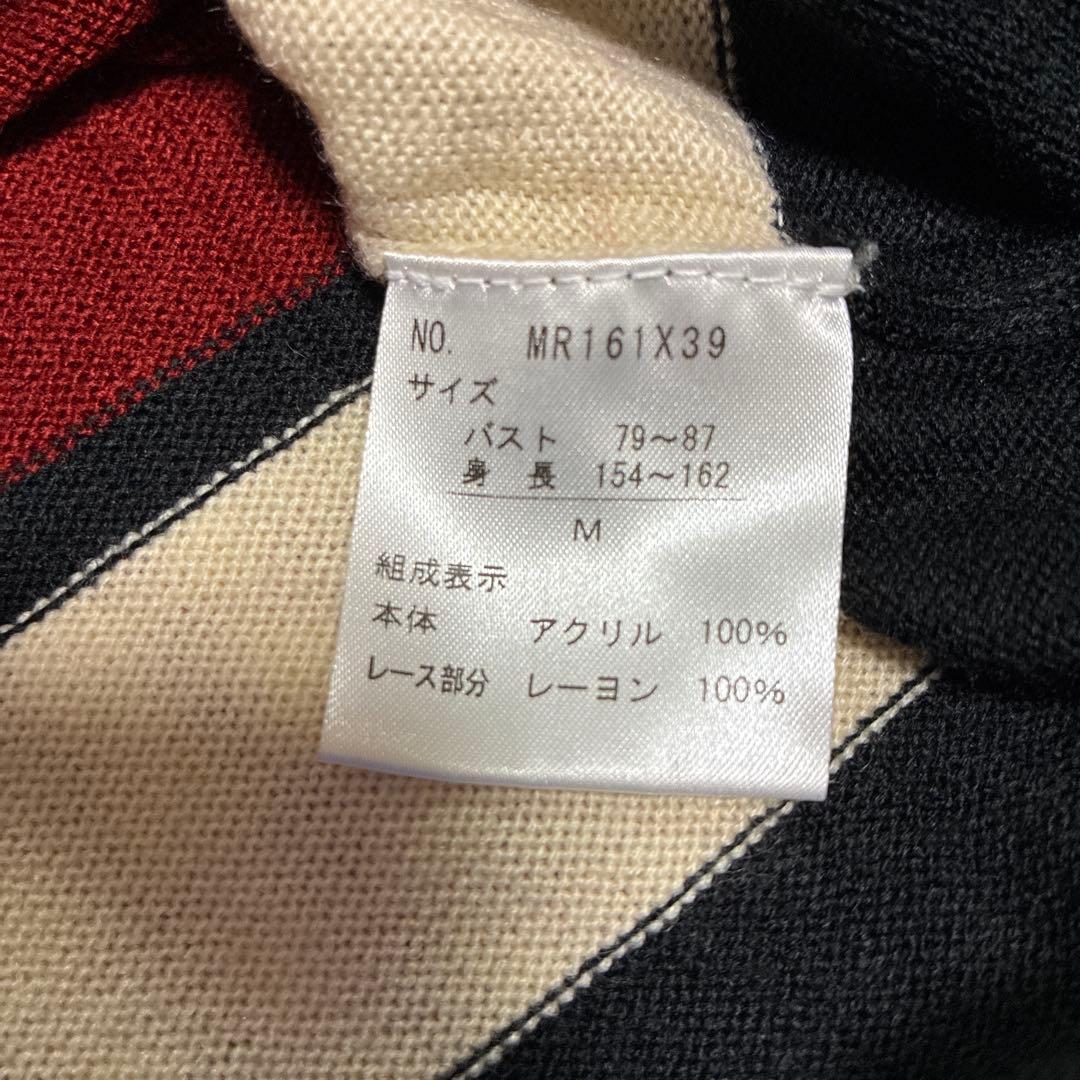 NO. MR161X39
サイズ
バスト 79〜87
身長 154〜162
M
組成表示
本体 アクリル 100%
レース部分 レーヨン 100%